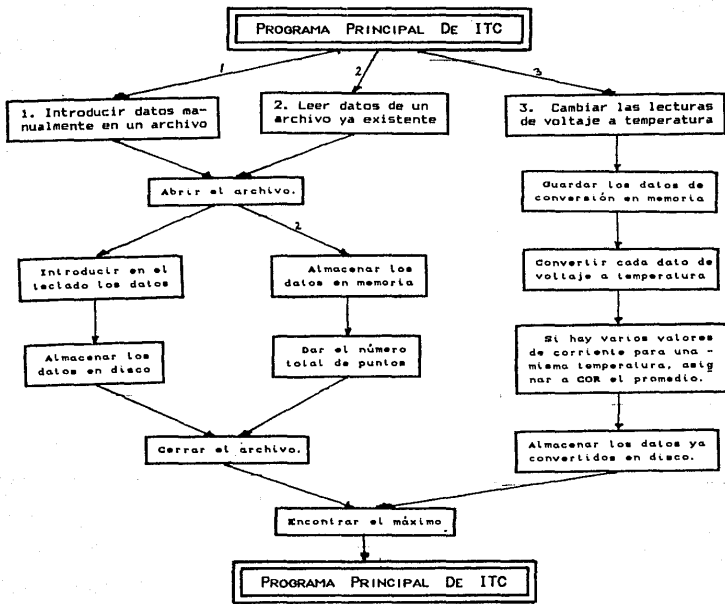 PROGRAMA PRINCIPAL DE ITC
1
2
3
1. Introducir datos ma-
nualmente en un archivo
2. Leer datos de un
archivo ya existente
3. Cambiar las lecturas
de voltaje a temperatura
Abrir el archivo.
Guardar los datos de
conversión en memoria
2
Introducir en el
teclado los datos
Almacenar los
datos en memoria
Convertir cada dato de
voltaje a temperatura
Almacenar los
datos en disco
Dar el número
total de puntos
Si hay varios valores
de corriente para una -
misma temperatura, asig
nar a COR el promedio.
Cerrar el archivo.
Almacenar los datos ya
convertidos en disco.
Encontrar el máximo
PROGRAMA PRINCIPAL DE ITC